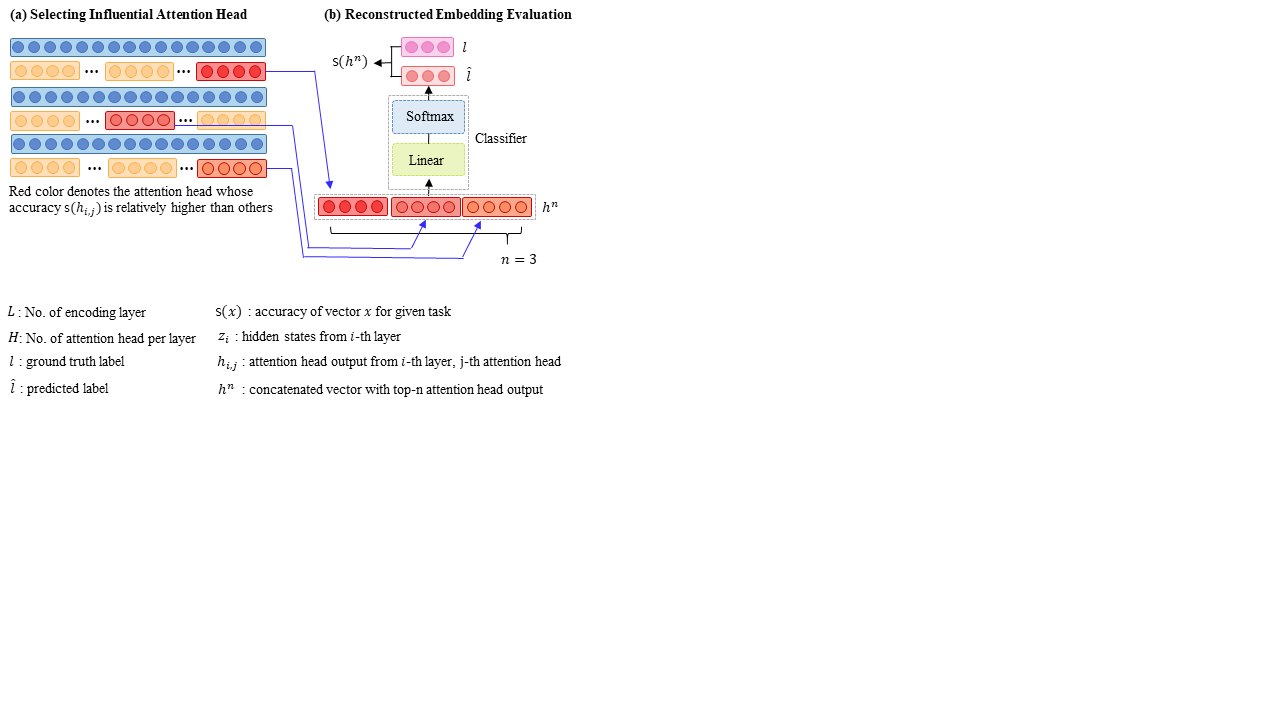 (a) Selecting Influential Attention Head
... ...
... ...
... ...
Red color denotes the attention head whose
accuracy s(h_{i,j}) is relatively higher than others
(b) Reconstructed Embedding Evaluation
s(hⁿ)
l
l̂
Softmax
Linear
Classifier
hⁿ
n = 3
L : No. of encoding layer
H: No. of attention head per layer
l : ground truth label
l̂ : predicted label
s(x) : accuracy of vector x for given task
z_i : hidden states from i-th layer
h_{i,j} : attention head output from i-th layer, j-th attention head
hⁿ : concatenated vector with top-n attention head output